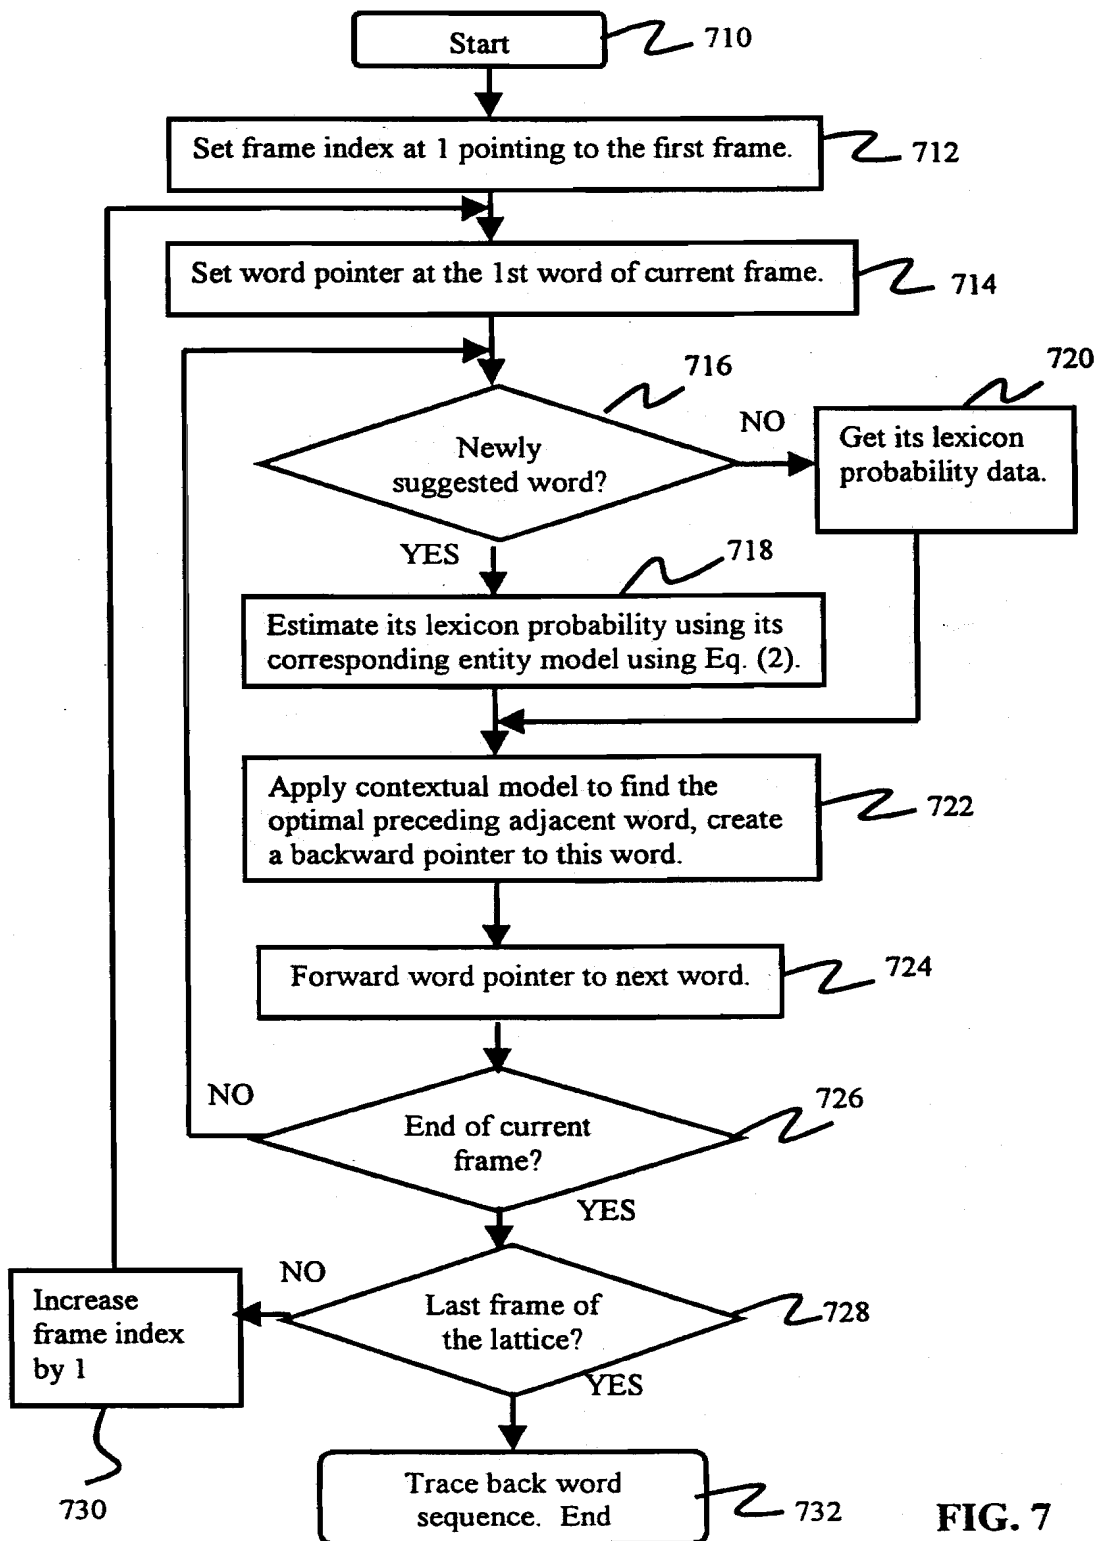 Start
710
Set frame index at 1 pointing to the first frame.
712
Set word pointer at the 1st word of current frame.
714
716
720
Newly
suggested word?
NO
Get its lexicon
probability data.
YES
718
Estimate its lexicon probability using its
corresponding entity model using Eq. (2).
Apply contextual model to find the
optimal preceding adjacent word, create
a backward pointer to this word.
722
Forward word pointer to next word.
724
NO
End of current
frame?
726
YES
NO
Increase
frame index
by 1
Last frame of
the lattice?
728
YES
730
Trace back word
sequence. End
732
FIG. 7